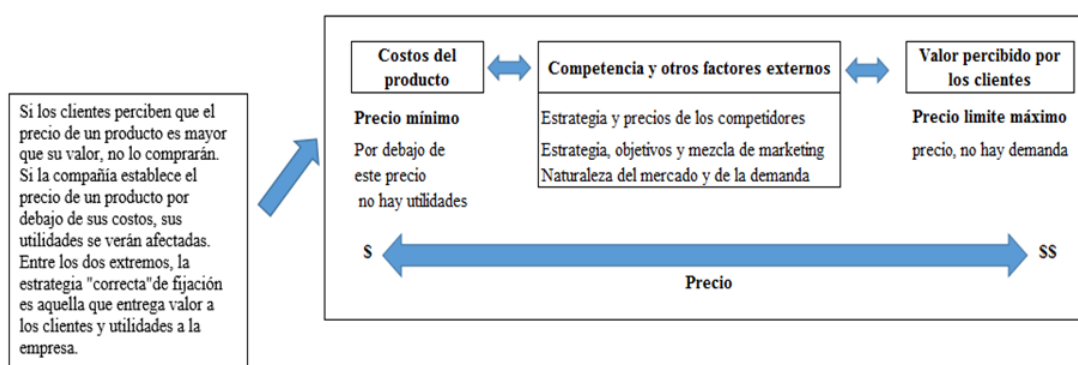 Si los clientes perciben que el
precio de un producto es mayor
que su valor, no lo comprarán.
Si la compañía establece el
precio de un producto por
debajo de sus costos, sus
utilidades se verán afectadas.
Entre los dos extremos, la
estrategia "correcta"de fijación
es aquella que entrega valor a
los clientes y utilidades a la
empresa.
Costos del
producto
Precio mínimo
Por debajo de
este precio
no hay utilidades
Competencia y otros factores externos
Estrategia y precios de los competidores
Estrategia, objetivos y mezcla de marketing
Naturaleza del mercado y de la demanda
Valor percibido por
los clientes
Precio limite máximo
precio, no hay demanda
$
$$
Precio